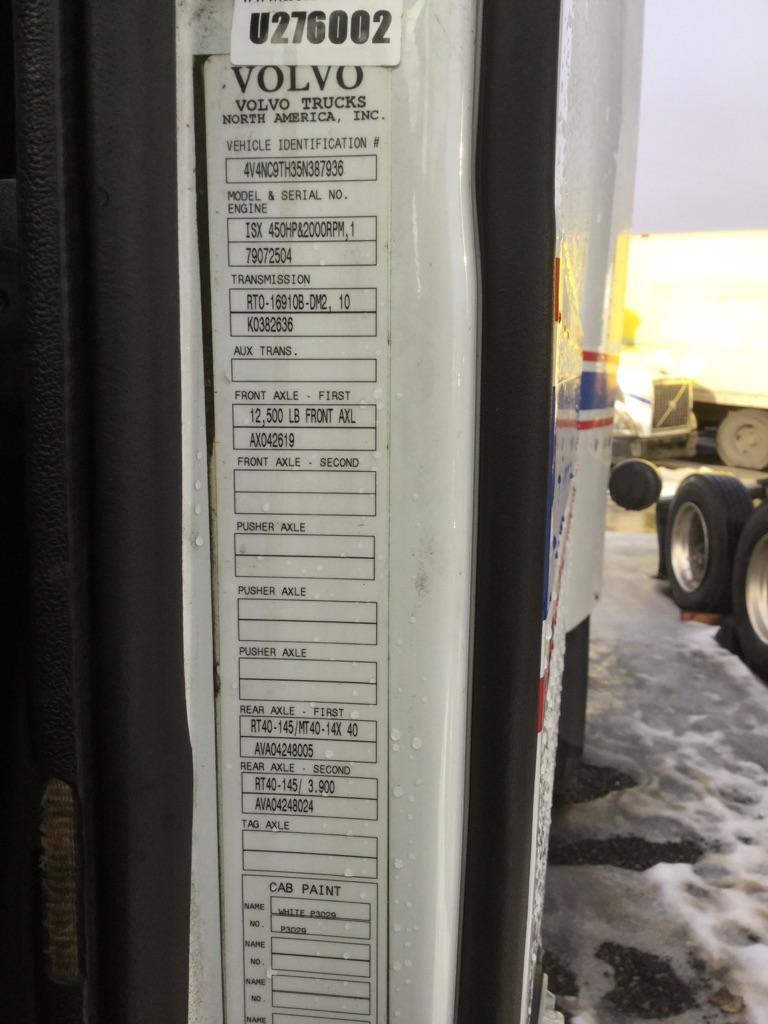 U276002
VOLVO
VOLVO TRUCKS
NORTH AMERICA, INC.
VEHICLE IDENTIFICATION #
4V4NC9TH35N387936
MODEL & SERIAL NO.
ENGINE
ISX 450HP&2000RPM,1
79072504
TRANSMISSION
RTO-16910B-DM2, 10
K0382636
AUX TRANS.
FRONT AXLE - FIRST
12,500 LB FRONT AXL
AX042619
FRONT AXLE - SECOND
PUSHER AXLE
PUSHER AXLE
PUSHER AXLE
REAR AXLE - FIRST
RT40-145/MT40-14X 40
AVA04248005
REAR AXLE - SECOND
RT40-145/ 3.900
AVA04248024
TAG AXLE
CAB PAINT
NAME WHITE P3029
NO. P3029
NAME
NO.
NAME
NO.
NAME